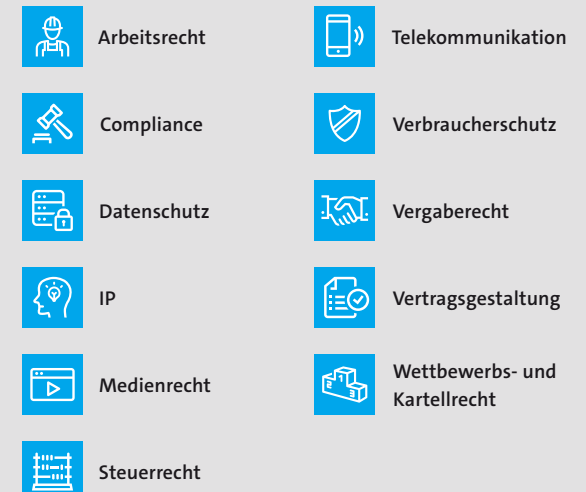 Arbeitsrecht
Compliance
Datenschutz
IP
Medienrecht
Steuerrecht
Telekommunikation
Verbraucherschutz
Vergaberecht
Vertragsgestaltung
Wettbewerbs- und
Kartellrecht